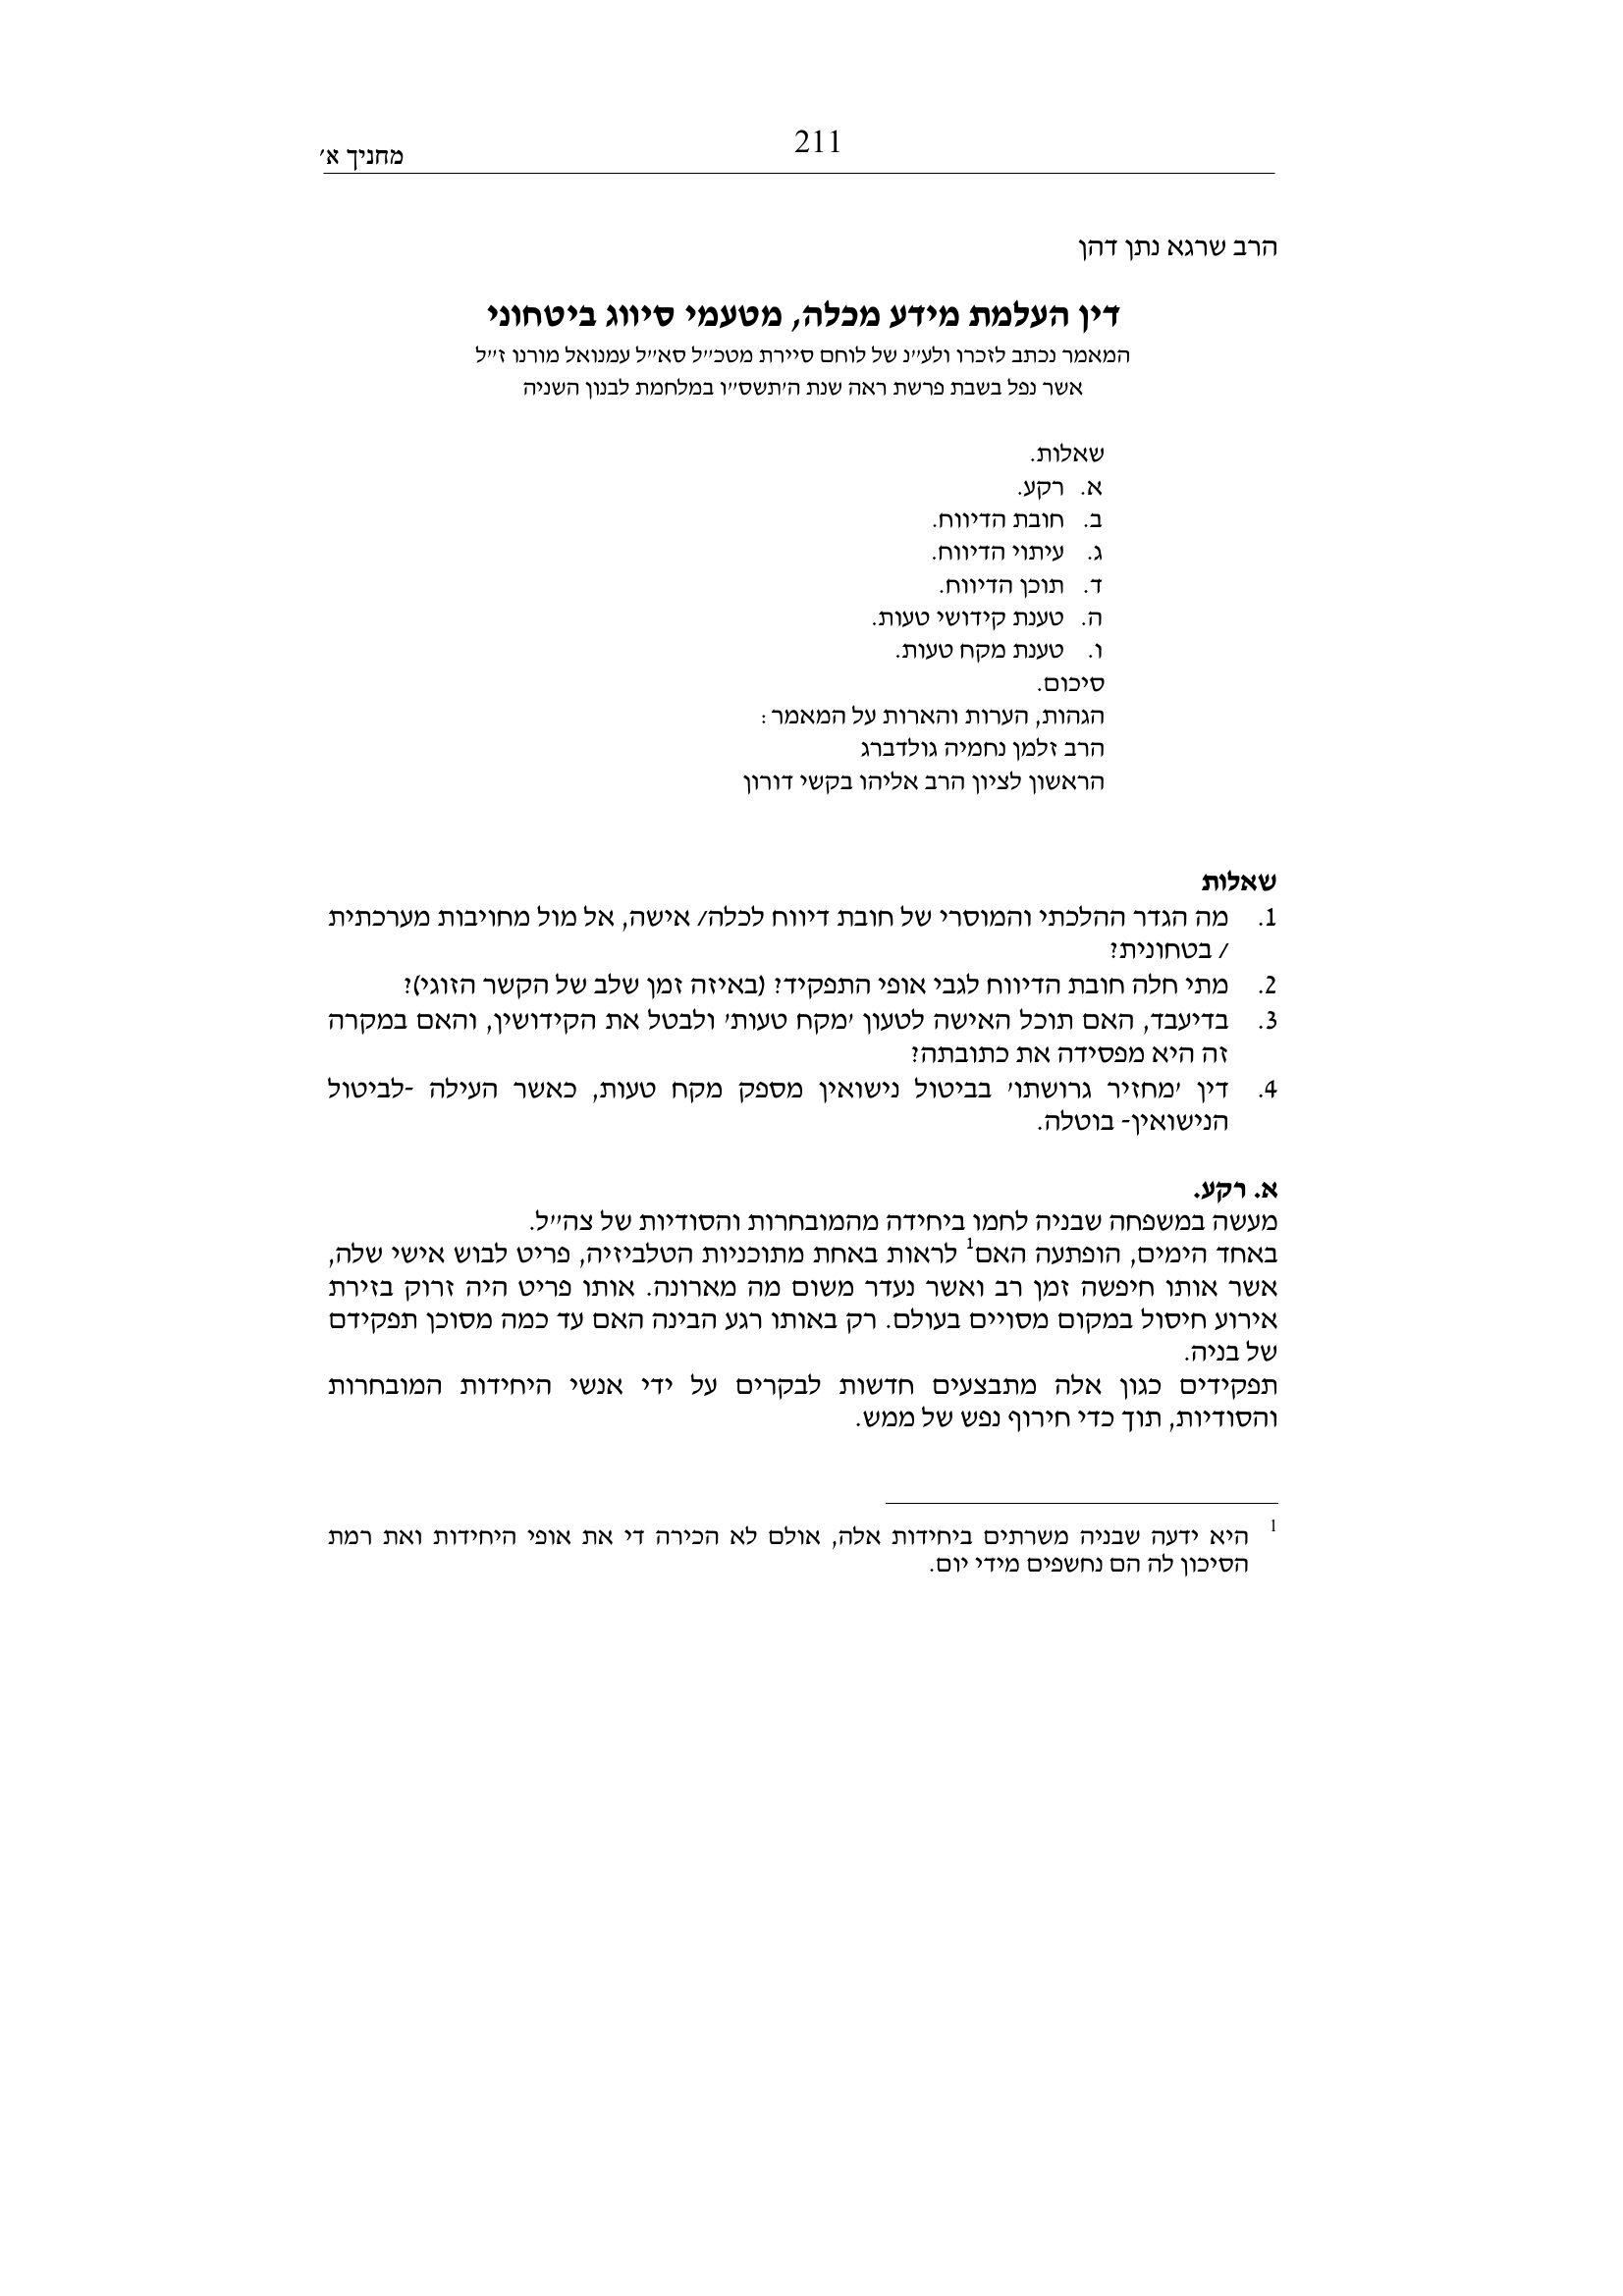 211
מחניך א'
הרב שרגא נתן דהן
דין העלמת מידע מכלה, מטעמי סיווג ביטחוני
המאמר נכתב לזכרו ולע״נ של לוחם סיירת מטכ״ל סא״ל עמנואל מורנו ז״ל
אשר נפל בשבת פרשת ראה שנת ה׳תשס״ו במלחמת לבנון השניה
שאלות.
א. רקע.
ב. חובת הדיווח.
ג. עיתוי הדיווח.
ד. תוכן הדיווח.
ה. טענת קידושי טעות.
ו. טענת מקח טעות.
סיכום.
הגהות, הערות והארות על המאמר:
הרב זלמן נחמיה גולדברג
הראשון לציון הרב אליהו בקשי דורון
שאלות
1. מה הגדר ההלכתי והמוסרי של חובת דיווח לכלה/ אישה, אל מול מחויבות מערכתית
/ בטחונית?
2. מתי חלה חובת הדיווח לגבי אופי התפקיד? (באיזה זמן שלב של הקשר הזוגי)?
3. בדיעבד, האם תוכל האישה לטעון ׳מקח טעות׳ ולבטל את הקידושין, והאם במקרה
זה היא מפסידה את כתובתה?
4. דין ׳מחזיר גרושתו׳ בביטול נישואין מספק מקח טעות, כאשר העילה -לביטול
הנישואין- בוטלה.
א. רקע.
מעשה במשפחה שבניה לחמו ביחידה מהמובחרות והסודיות של צה״ל.
באחד הימים, הופתעה האם1 לראות באחת מתוכניות הטלביזיה, פריט לבוש אישי שלה,
אשר אותו חיפשה זמן רב ואשר נעדר משום מה מארונה. אותו פריט היה זרוק בזירת
אירוע חיסול במקום מסויים בעולם. רק באותו רגע הבינה האם עד כמה מסוכן תפקידם
של בניה.
תפקידים כגון אלה מתבצעים חדשות לבקרים על ידי אנשי היחידות המובחרות
והסודיות, תוך כדי חירוף נפש של ממש.
1 היא ידעה שבניה משרתים ביחידות אלה, אולם לא הכירה די את אופי היחידות ואת רמת
הסיכון לה הם נחשפים מידי יום.